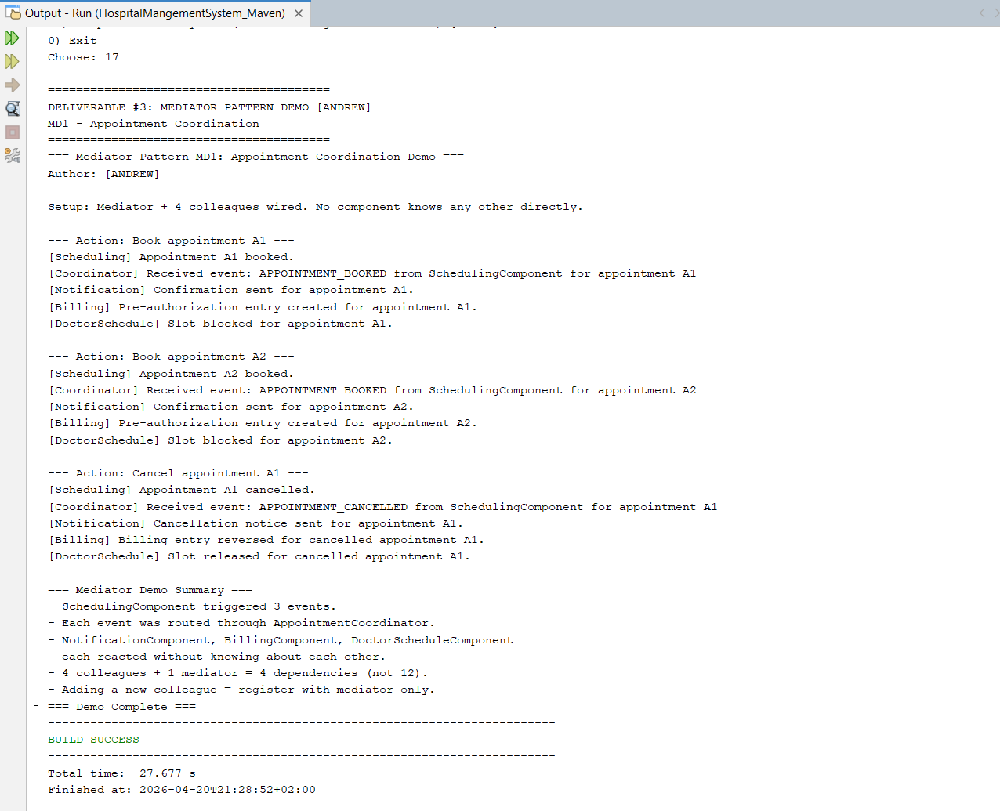 Output - Run (HospitalMangementSystem_Maven)
0) Exit
Choose: 17
========================================
DELIVERABLE #3: MEDIATOR PATTERN DEMO [ANDREW]
MD1 - Appointment Coordination
========================================
=== Mediator Pattern MD1: Appointment Coordination Demo ===
Author: [ANDREW]
Setup: Mediator + 4 colleagues wired. No component knows any other directly.
--- Action: Book appointment A1 ---
[Scheduling] Appointment A1 booked.
[Coordinator] Received event: APPOINTMENT_BOOKED from SchedulingComponent for appointment A1
[Notification] Confirmation sent for appointment A1.
[Billing] Pre-authorization entry created for appointment A1.
[DoctorSchedule] Slot blocked for appointment A1.
--- Action: Book appointment A2 ---
[Scheduling] Appointment A2 booked.
[Coordinator] Received event: APPOINTMENT_BOOKED from SchedulingComponent for appointment A2
[Notification] Confirmation sent for appointment A2.
[Billing] Pre-authorization entry created for appointment A2.
[DoctorSchedule] Slot blocked for appointment A2.
--- Action: Cancel appointment A1 ---
[Scheduling] Appointment A1 cancelled.
[Coordinator] Received event: APPOINTMENT_CANCELLED from SchedulingComponent for appointment A1
[Notification] Cancellation notice sent for appointment A1.
[Billing] Billing entry reversed for cancelled appointment A1.
[DoctorSchedule] Slot released for cancelled appointment A1.
=== Mediator Demo Summary ===
- SchedulingComponent triggered 3 events.
- Each event was routed through AppointmentCoordinator.
- NotificationComponent, BillingComponent, DoctorScheduleComponent
each reacted without knowing about each other.
- 4 colleagues + 1 mediator = 4 dependencies (not 12).
- Adding a new colleague = register with mediator only.
=== Demo Complete ===
------------------------------------------------------------------------
BUILD SUCCESS
------------------------------------------------------------------------
Total time:  27.677 s
Finished at: 2026-04-20T21:28:52+02:00
------------------------------------------------------------------------